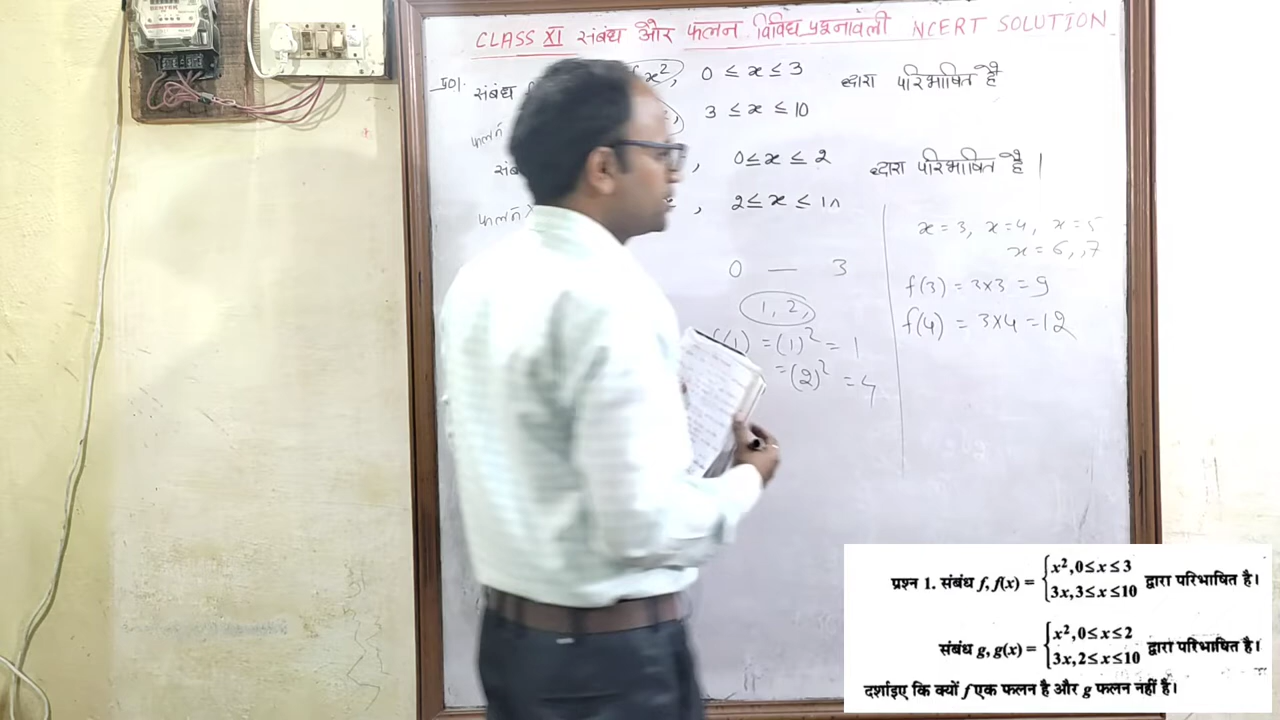 CLASS XI संबंध और फलन विविध प्रश्नावली NCERT SOLUTION
संबंध x², 0 ≤ x ≤ 3 द्वारा परिभाषित है
फलन 3 ≤ x ≤ 10
संबं , 0 ≤ x ≤ 2 द्वारा परिभाषित है।
फलन , 2 ≤ x ≤ 10
0 — 3
1, 2,
f(1) = (1)² = 1
= (2)² = 4
x = 3, x = 4, x = 5
x = 6, , 7
f(3) = 3×3 = 9
f(4) = 3×4 = 12
प्रश्न 1. संबंध f, f(x) = { x², 0≤x≤3
3x, 3≤x≤10 द्वारा परिभाषित है।
संबंध g, g(x) = { x², 0≤x≤2
3x, 2≤x≤10 द्वारा परिभाषित है।
दर्शाइए कि क्यों f एक फलन है और g फलन नहीं है।